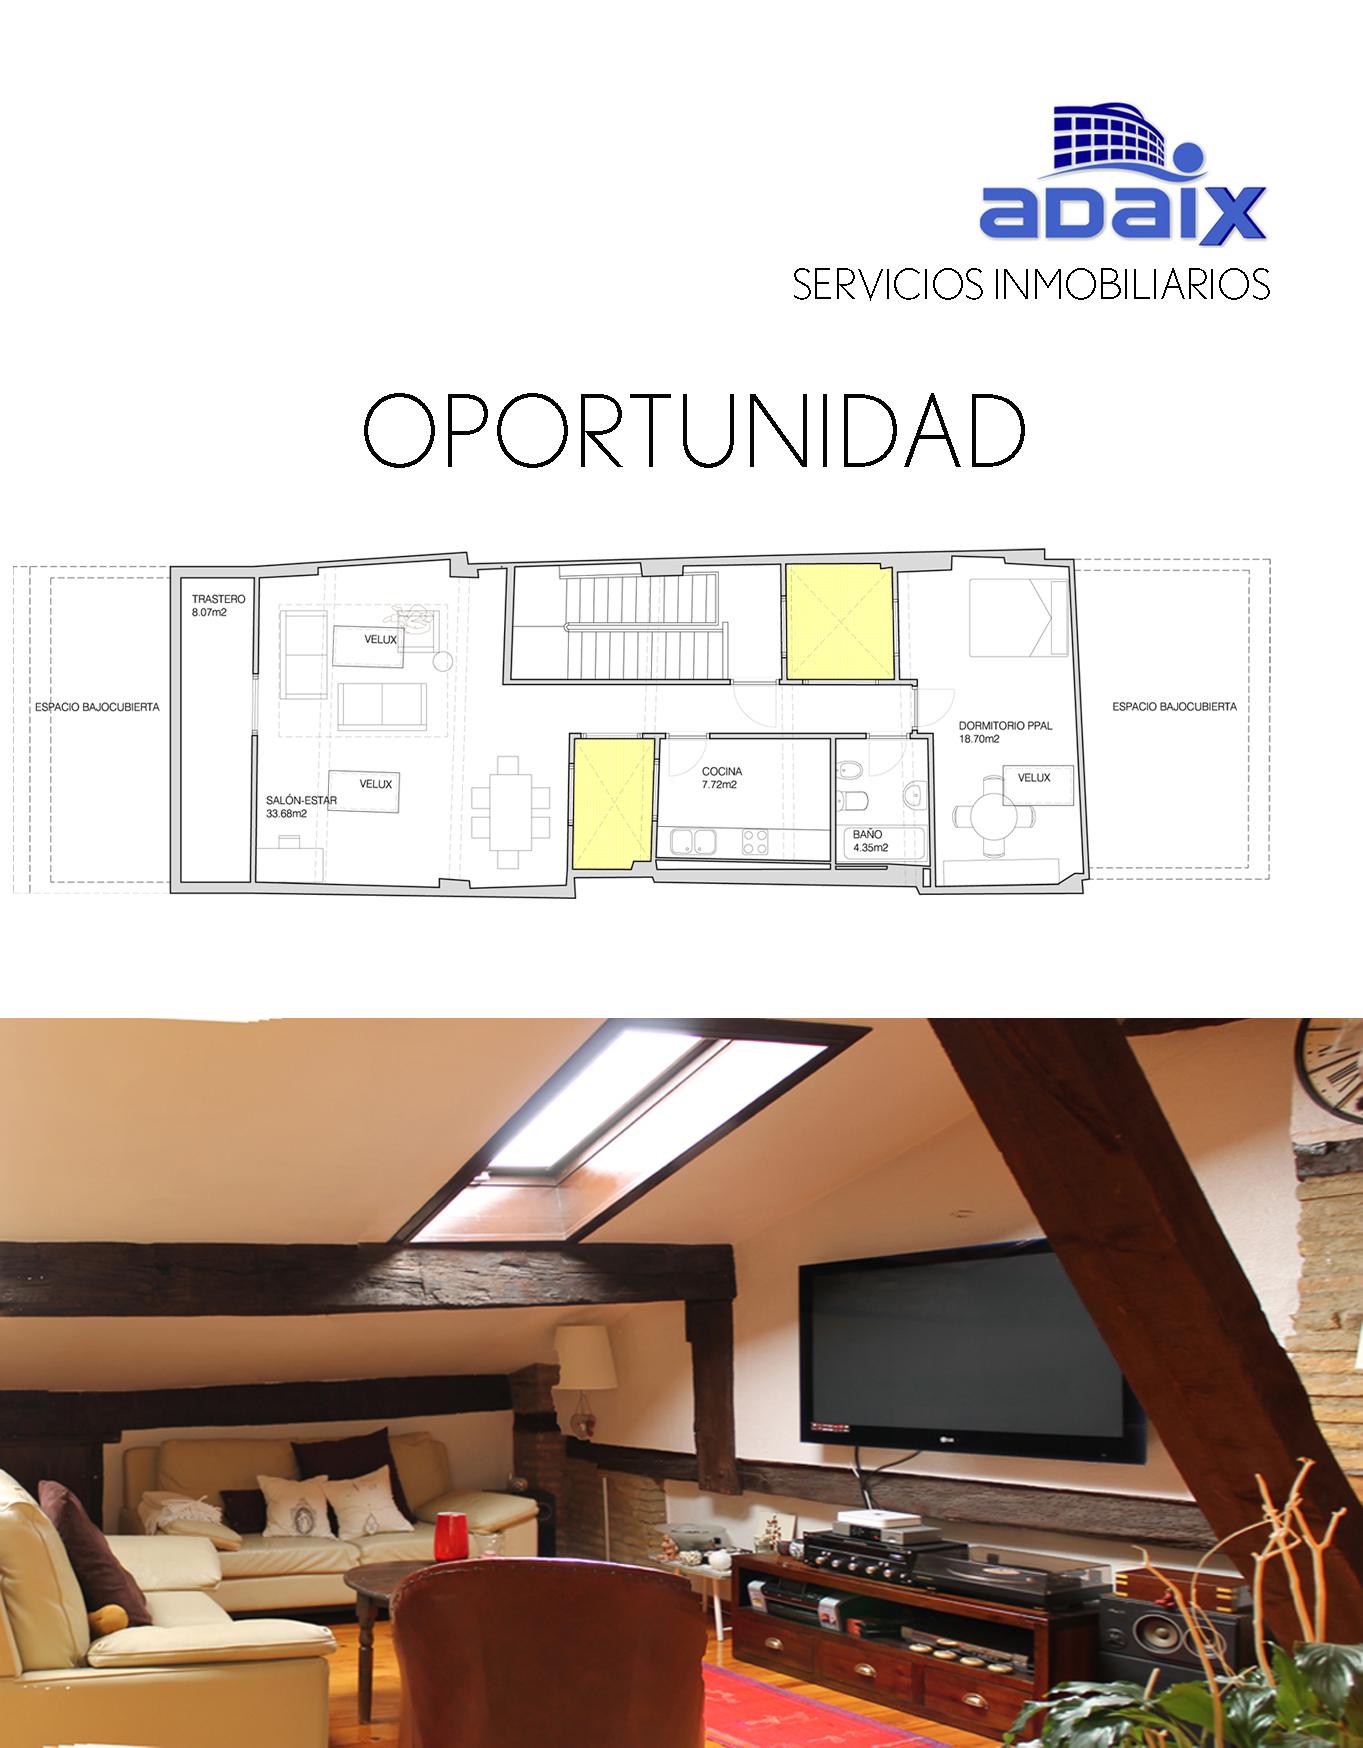 adaix
SERVICIOS INMOBILIARIOS
OPORTUNIDAD
TRASTERO
8.07m2
VELUX
ESPACIO BAJOCUBIERTA
ESPACIO BAJOCUBIERTA
DORMITORIO PPAL
18.70m2
COCINA
7.72m2
VELUX
VELUX
SALÓN-ESTAR
33.68m2
BAÑO
4.35m2
LG